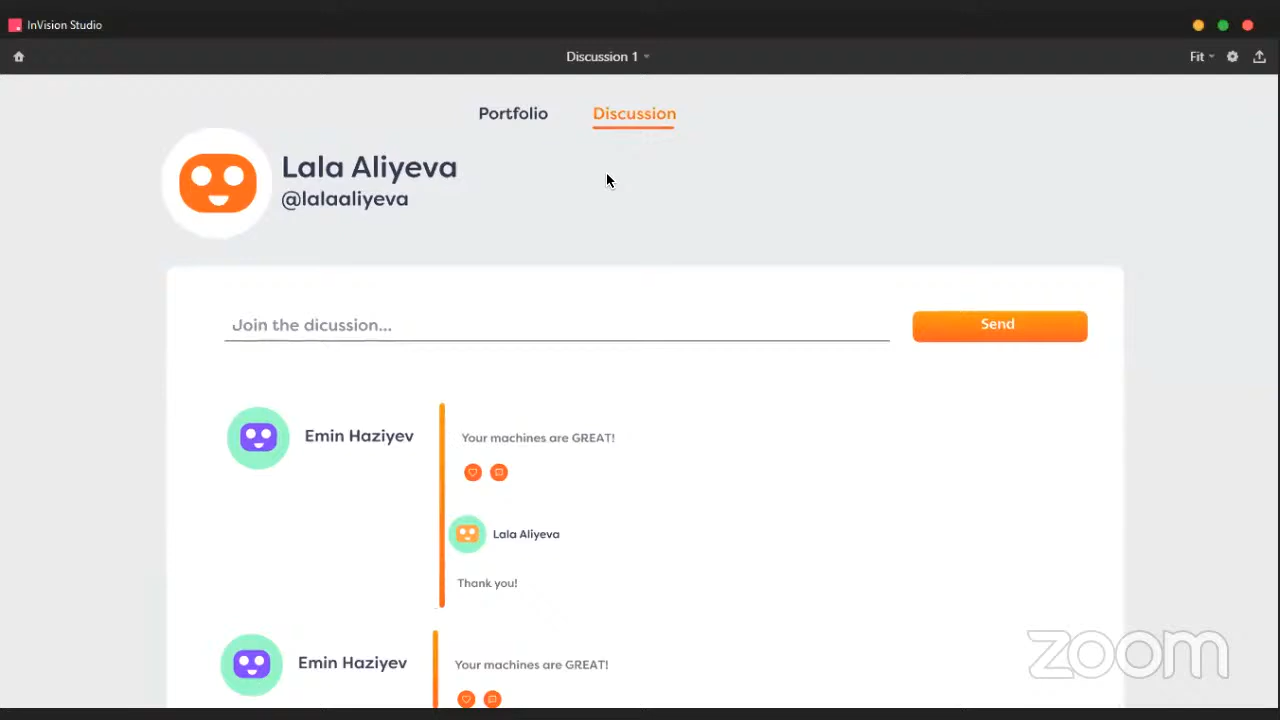 InVision Studio
Discussion 1
Fit
Portfolio
Discussion
Lala Aliyeva
@lalaaliyeva
Join the dicussion...
Send
Emin Haziyev
Your machines are GREAT!
Lala Aliyeva
Thank you!
Emin Haziyev
Your machines are GREAT!
zoom